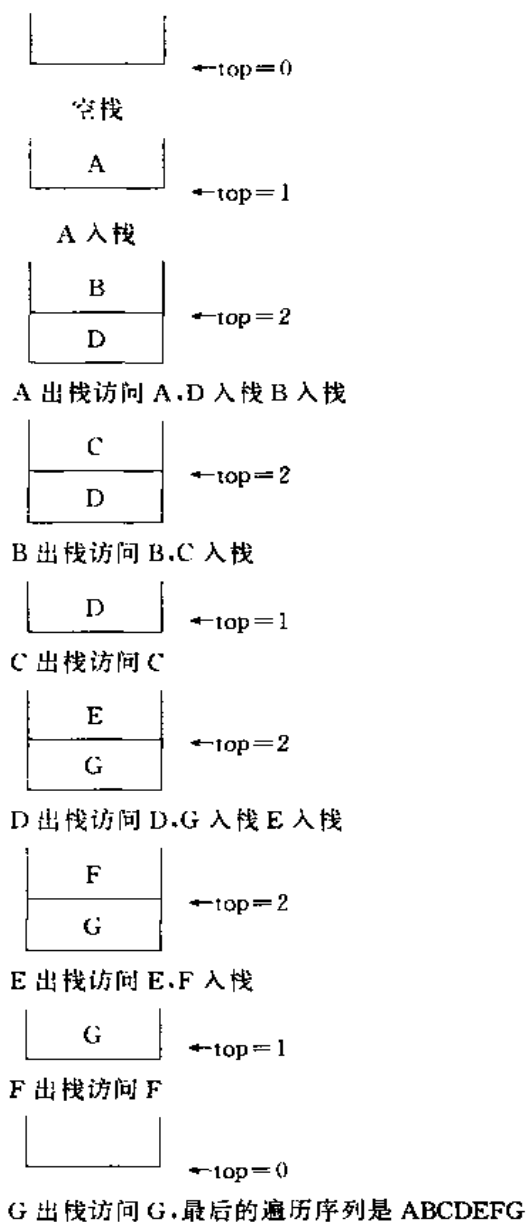 ←top=0
空栈
A
←top=1
A 入栈
B
←top=2
D
A 出栈访问 A.D 入栈 B 入栈
C
←top=2
D
B 出栈访问 B.C 入栈
D
←top=1
C 出栈访问 C
E
←top=2
G
D 出栈访问 D.G 入栈 E 入栈
F
←top=2
G
E 出栈访问 E.F 入栈
G
←top=1
F 出栈访问 F
←top=0
G 出栈访问 G.最后的遍历序列是 ABCDEFG